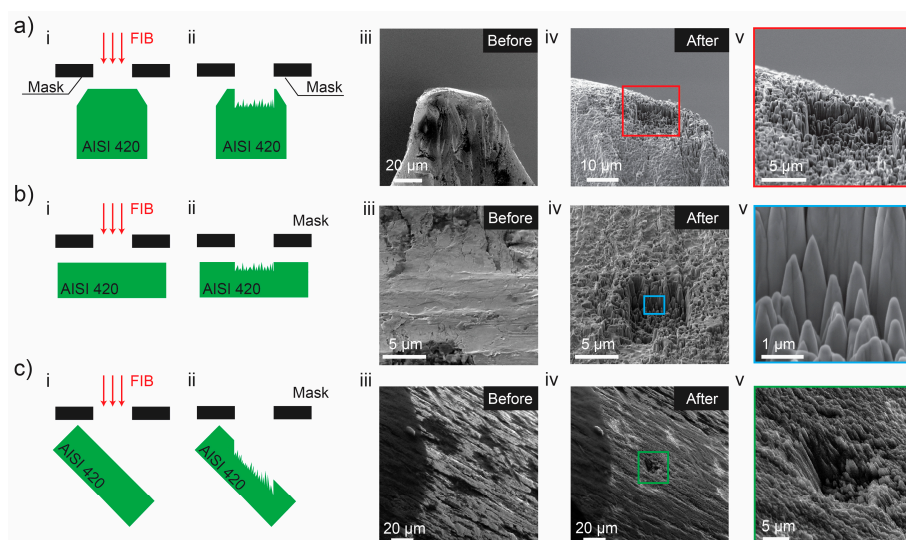 a)
i
FIB
Mask
AISI 420
ii
Mask
AISI 420
iii
Before
20 µm
iv
After
10 µm
v
5 µm
b)
i
FIB
AISI 420
ii
Mask
AISI 420
iii
Before
5 µm
iv
After
5 µm
v
1 µm
c)
i
FIB
AISI 420
ii
Mask
AISI 420
iii
Before
20 µm
iv
After
20 µm
v
5 µm